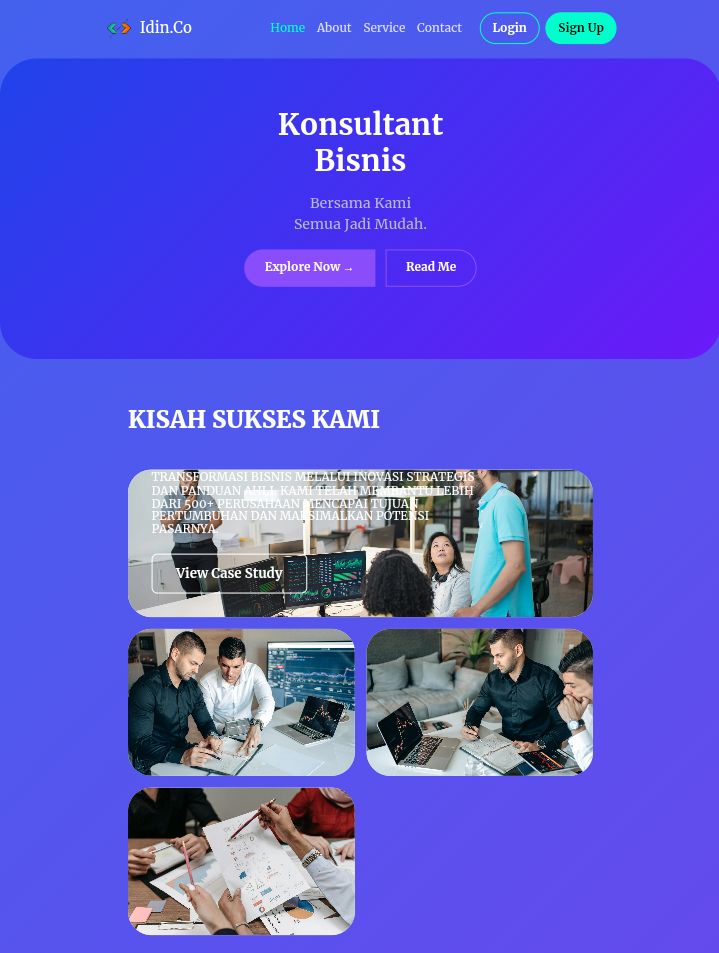 Idin.Co
Home About Service Contact Login Sign Up
Konsultant
Bisnis
Bersama Kami
Semua Jadi Mudah.
Explore Now → Read Me
KISAH SUKSES KAMI
TRANSFORMASI BISNIS MELALUI INOVASI STRATEGIS
DAN PANDUAN AHLI. KAMI TELAH MEMBANTU LEBIH
DARI 500+ PERUSAHAAN MENCAPAI TUJUAN
PERTUMBUHAN DAN MAKSIMALKAN POTENSI
PASARNYA.
View Case Study